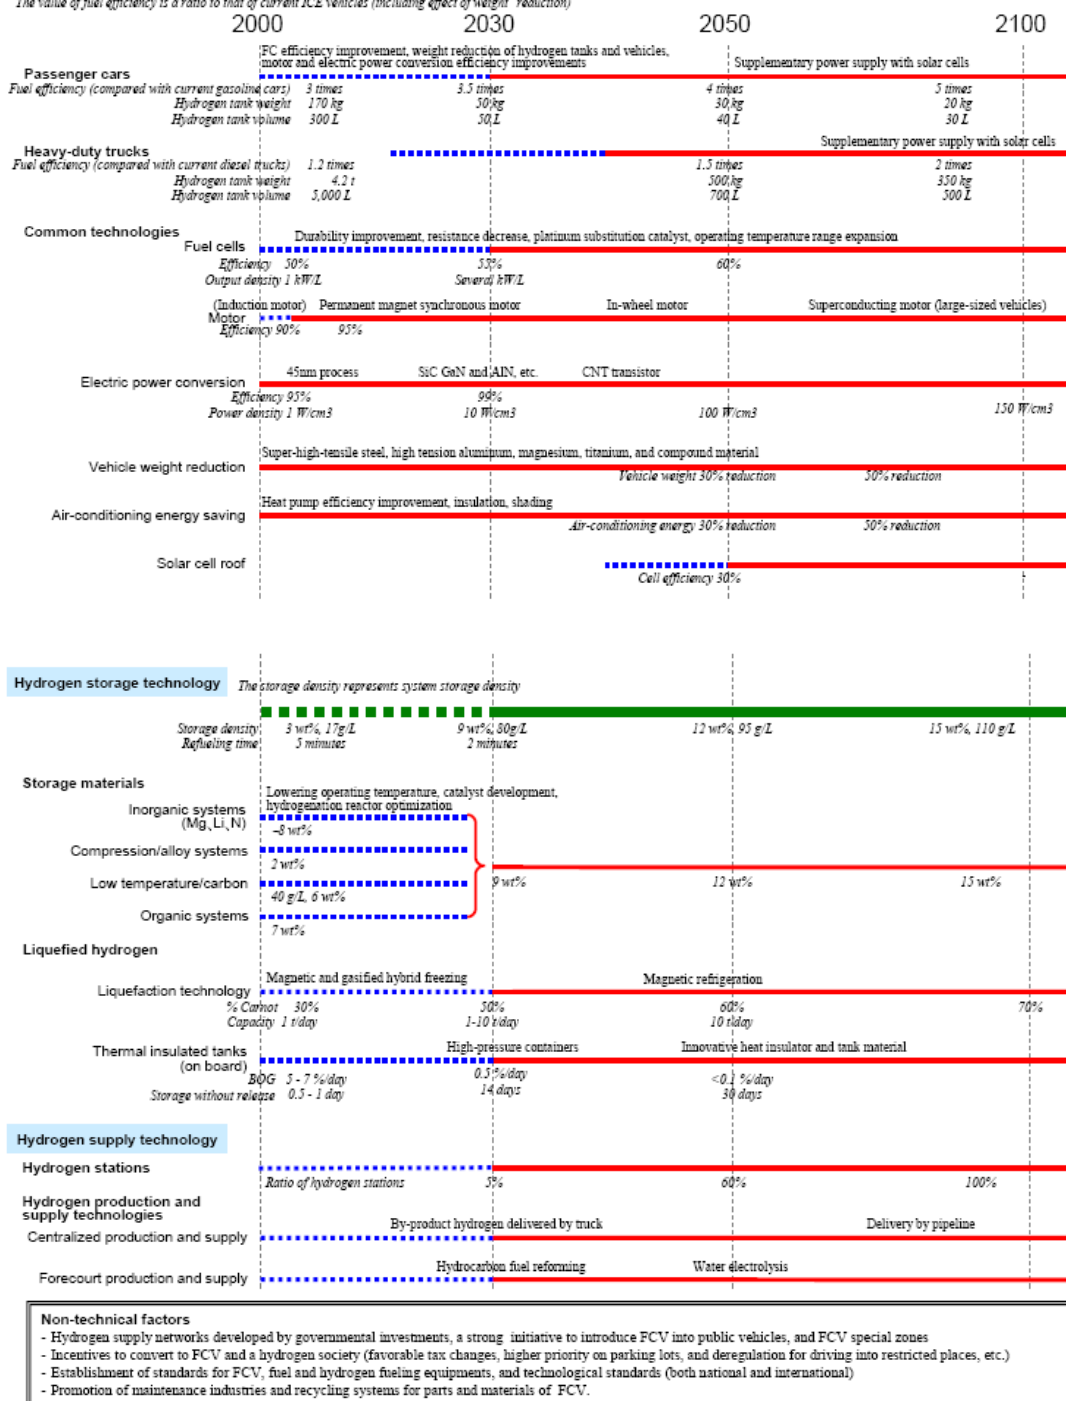 The value of fuel efficiency is a ratio to that of current ICE vehicles (including effect of weight reduction)
2000 2030 2050 2100
FC efficiency improvement, weight reduction of hydrogen tanks and vehicles,
motor and electric power conversion efficiency improvements Supplementary power supply with solar cells
Passenger cars
Fuel efficiency (compared with current gasoline cars) 3 times 3.5 times 4 times 5 times
Hydrogen tank weight 170 kg 50 kg 30 kg 20 kg
Hydrogen tank volume 300 L 50 L 40 L 30 L
Supplementary power supply with solar cells
Heavy-duty trucks
Fuel efficiency (compared with current diesel trucks) 1.2 times 1.5 times 2 times
Hydrogen tank weight 4.2 t 500 kg 350 kg
Hydrogen tank volume 5,000 L 700 L 500 L
Common technologies
Durability improvement, resistance decrease, platinum substitution catalyst, operating temperature range expansion
Fuel cells
Efficiency 50% 55% 60%
Output density 1 kW/L Several kW/L
(Induction motor) Permanent magnet synchronous motor In-wheel motor Superconducting motor (large-sized vehicles)
Motor
Efficiency 90% 95%
45nm process SiC GaN and AlN, etc. CNT transistor
Electric power conversion
Efficiency 95% 99%
Power density 1 W/cm3 10 W/cm3 100 W/cm3 150 W/cm3
Super-high-tensile steel, high tension aluminum, magnesium, titanium, and compound material
Vehicle weight reduction
Vehicle weight 30% reduction 50% reduction
Heat pump efficiency improvement, insulation, shading
Air-conditioning energy saving
Air-conditioning energy 30% reduction 50% reduction
Solar cell roof
Cell efficiency 30%
Hydrogen storage technology The storage density represents system storage density
Storage density 3 wt%, 17g/L 9 wt%, 80g/L 12 wt%, 95 g/L 15 wt%, 110 g/L
Refueling time 5 minutes 2 minutes
Storage materials
Lowering operating temperature, catalyst development,
hydrogenation reactor optimization
Inorganic systems
(Mg、Li、N)
~8 wt%
Compression/alloy systems
2 wt%
Low temperature/carbon 9 wt% 12 wt% 15 wt%
40 g/L, 6 wt%
Organic systems
7 wt%
Liquefied hydrogen
Magnetic and gasified hybrid freezing Magnetic refrigeration
Liquefaction technology
% Carnot 30% 50% 60% 70%
Capacity 1 t/day 1-10 t/day 10 t/day
Thermal insulated tanks High-pressure containers Innovative heat insulator and tank material
(on board)
BOG 5 - 7 %/day 0.5 %/day <0.1 %/day
Storage without release 0.5 - 1 day 14 days 30 days
Hydrogen supply technology
Hydrogen stations
Ratio of hydrogen stations 5% 60% 100%
Hydrogen production and
supply technologies
By-product hydrogen delivered by truck Delivery by pipeline
Centralized production and supply
Hydrocarbon fuel reforming Water electrolysis
Forecourt production and supply
Non-technical factors
- Hydrogen supply networks developed by governmental investments, a strong initiative to introduce FCV into public vehicles, and FCV special zones
- Incentives to convert to FCV and a hydrogen society (favorable tax changes, higher priority on parking lots, and deregulation for driving into restricted places, etc.)
- Establishment of standards for FCV, fuel and hydrogen fueling equipments, and technological standards (both national and international)
- Promotion of maintenance industries and recycling systems for parts and materials of FCV.